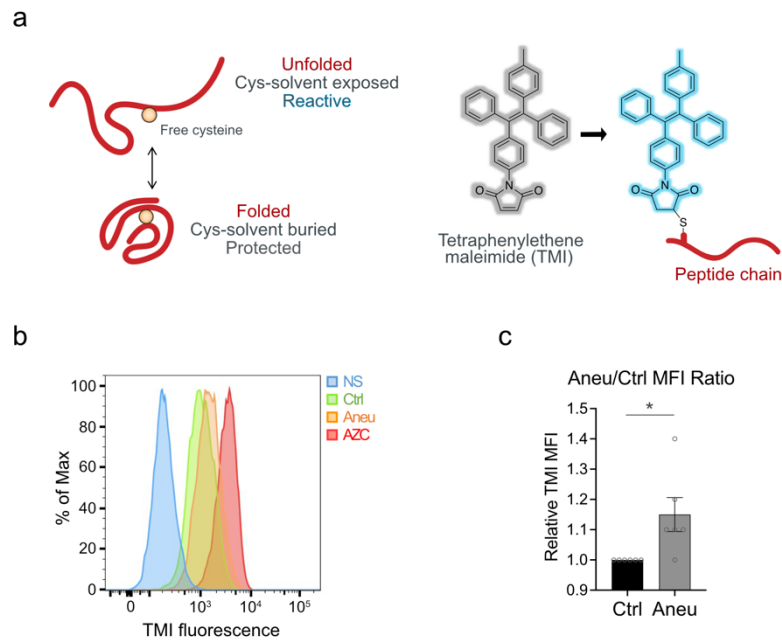 a
Unfolded
Cys-solvent exposed
Reactive
Free cysteine
Folded
Cys-solvent buried
Protected
O
N
O
Tetraphenylethene
maleimide (TMI)
O
N
O
S
Peptide chain
b
% of Max
100
80
60
40
20
0
0
10³
10⁴
10⁵
TMI fluorescence
NS
Ctrl
Aneu
AZC
c
Aneu/Ctrl MFI Ratio
Relative TMI MFI
1.5
1.4
1.3
1.2
1.1
1.0
0.9
*
Ctrl Aneu